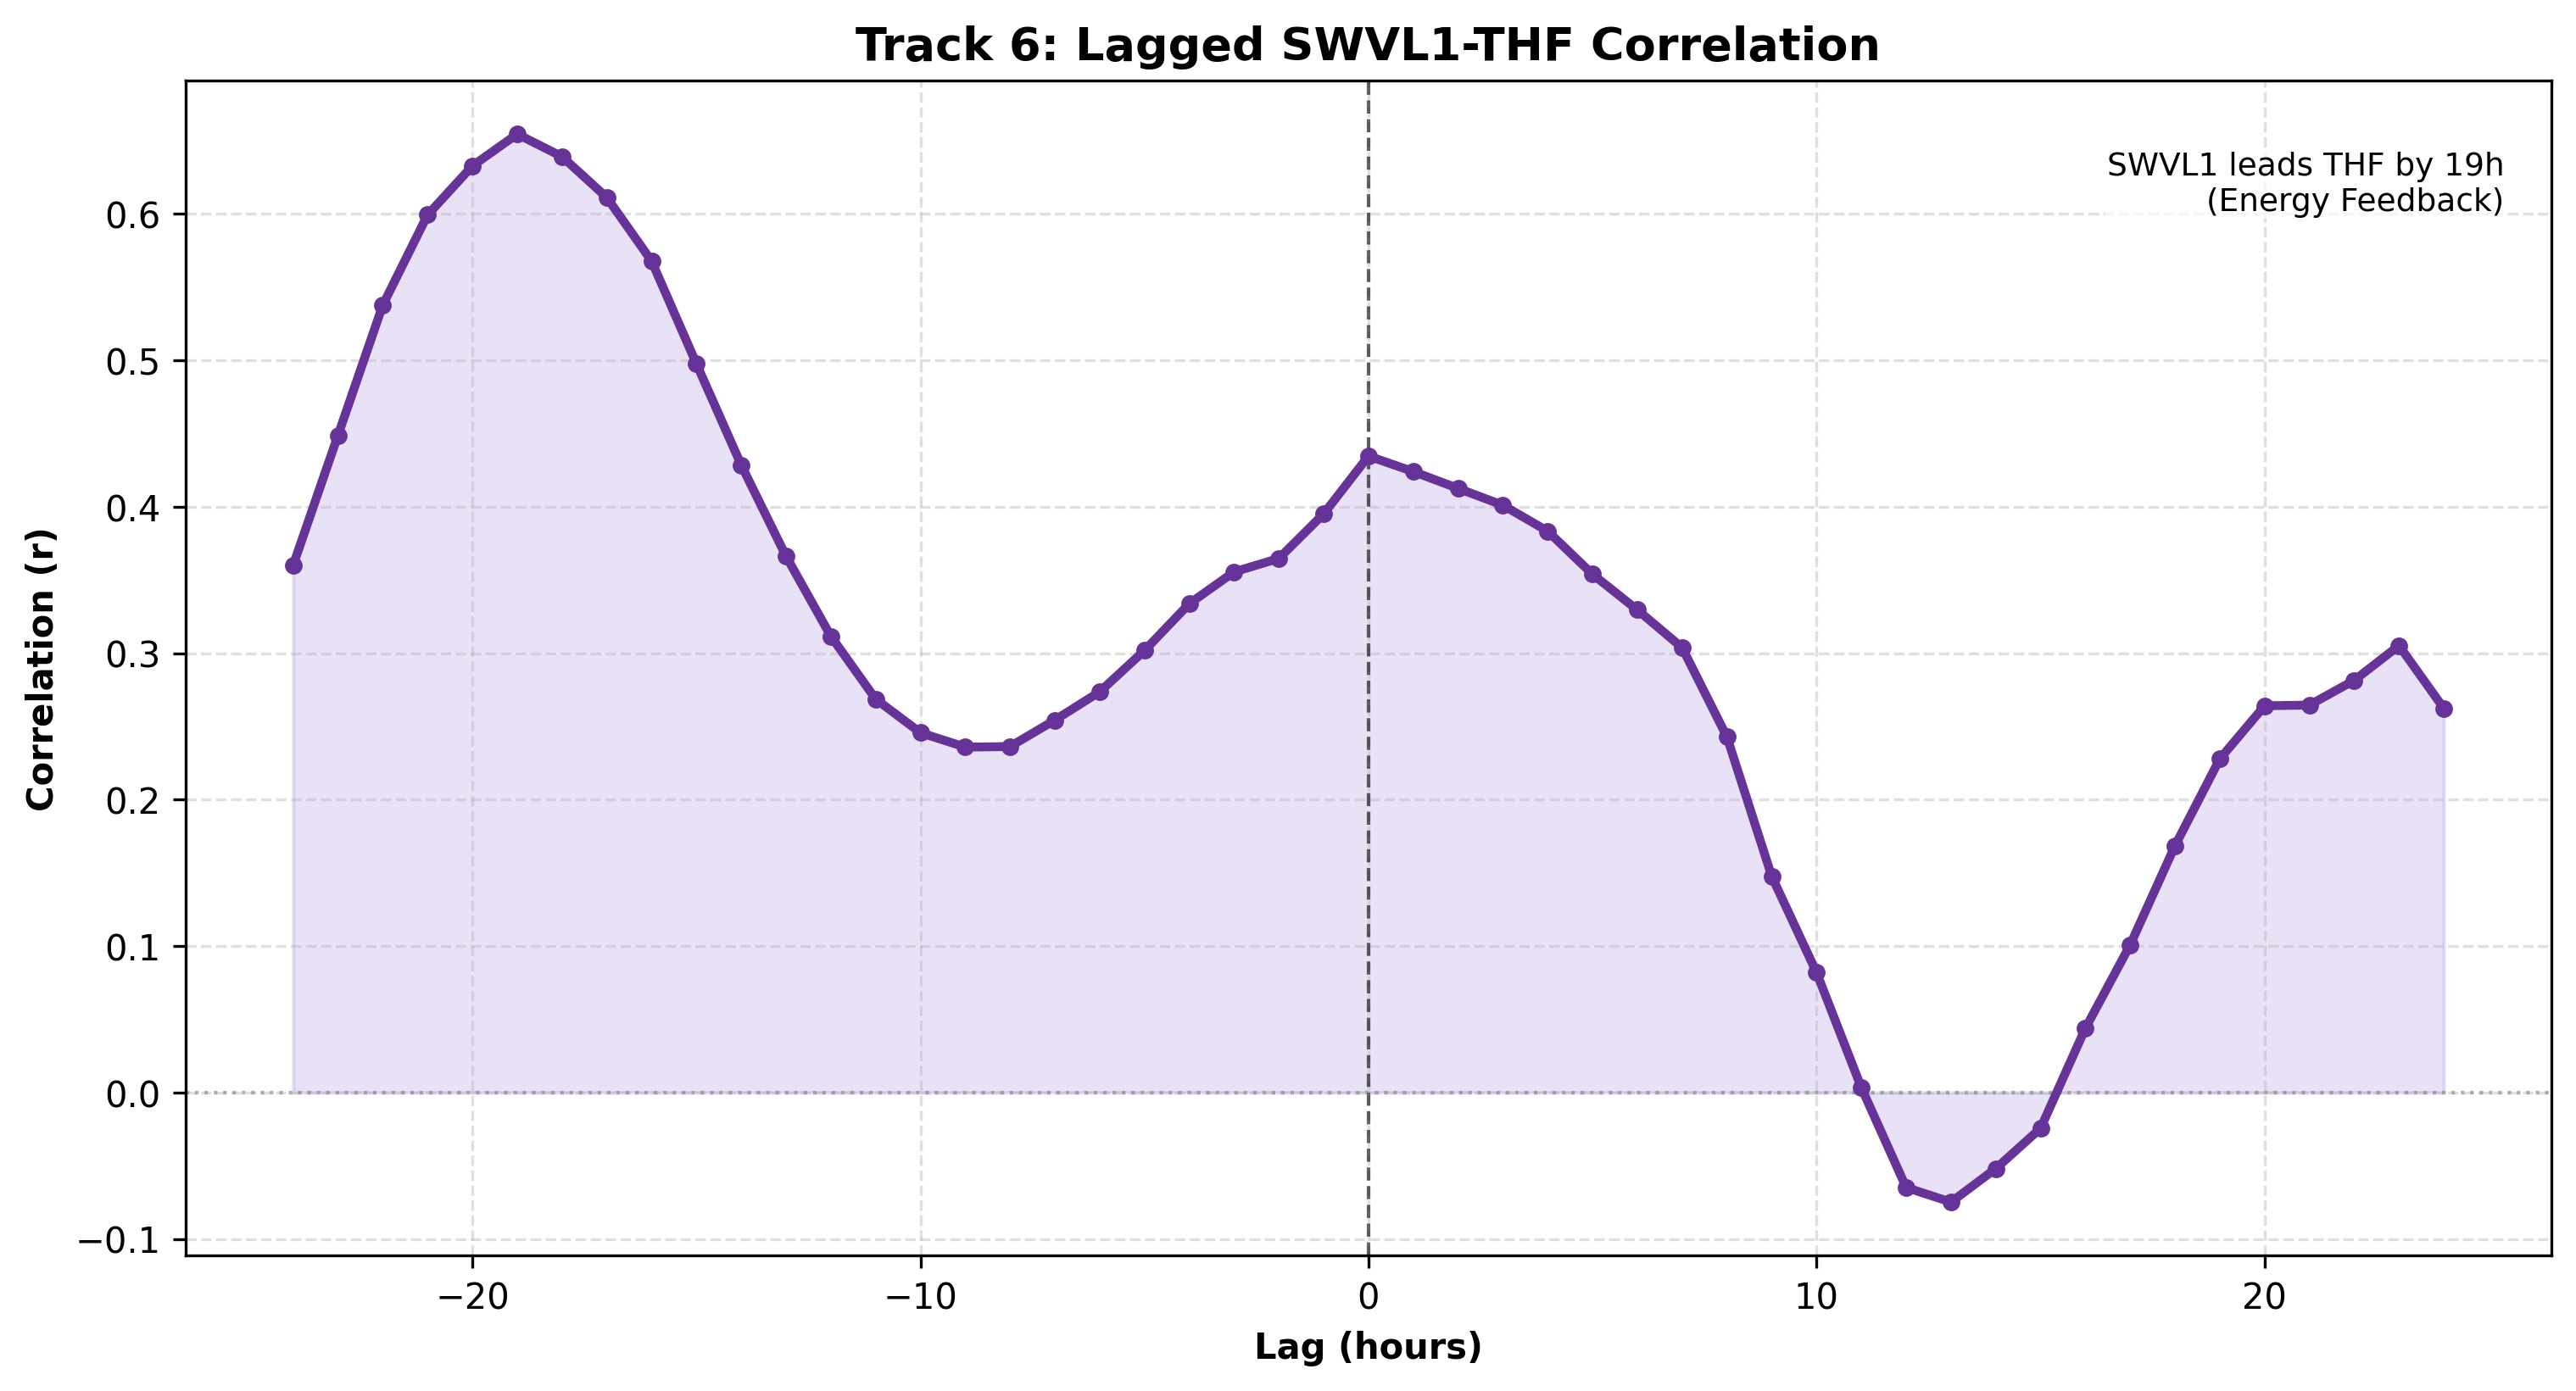 Track 6: Lagged SWVL1-THF Correlation
SWVL1 leads THF by 19h
(Energy Feedback)
Correlation (r)
0.6
0.5
0.4
0.3
0.2
0.1
0.0
−0.1
−20
−10
0
10
20
Lag (hours)